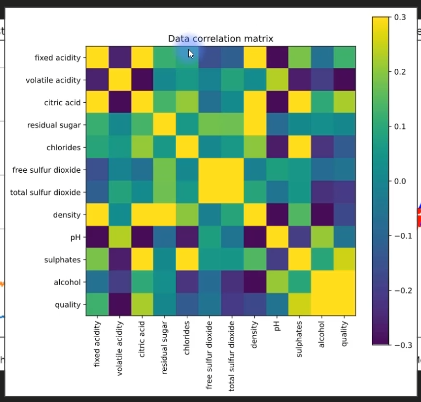 Data correlation matrix
fixed acidity
volatile acidity
citric acid
residual sugar
chlorides
free sulfur dioxide
total sulfur dioxide
density
pH
sulphates
alcohol
quality
fixed acidity
volatile acidity
citric acid
residual sugar
chlorides
free sulfur dioxide
total sulfur dioxide
density
pH
sulphates
alcohol
quality
0.3
0.2
0.1
0.0
−0.1
−0.2
−0.3